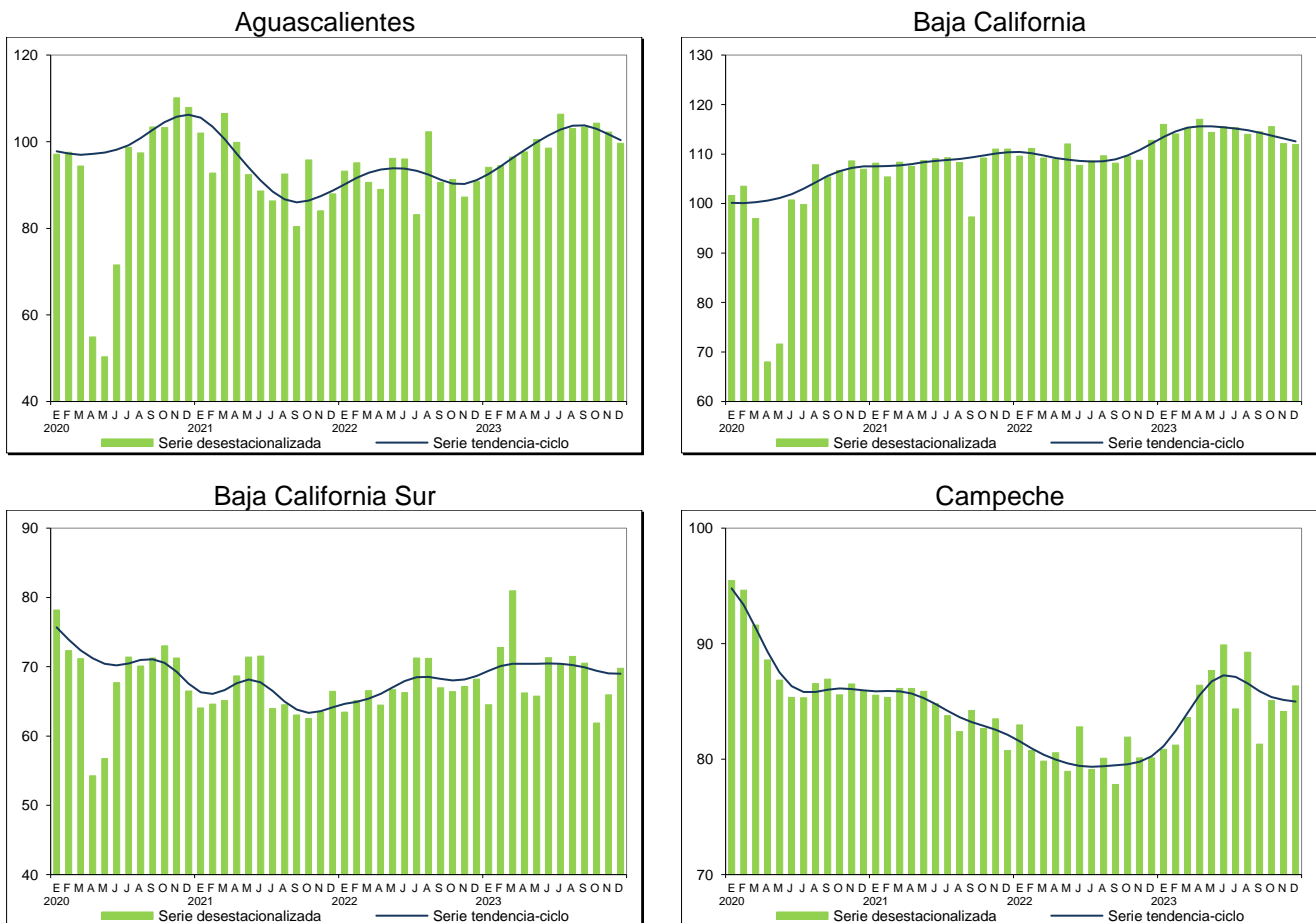 Aguascalientes
120
100
80
60
40
E F M A M J J A S O N D E F M A M J J A S O N D E F M A M J J A S O N D E F M A M J J A S O N D
2020 2021 2022 2023
Serie desestacionalizada Serie tendencia-ciclo
Baja California
130
120
110
100
90
80
70
60
E F M A M J J A S O N D E F M A M J J A S O N D E F M A M J J A S O N D E F M A M J J A S O N D
2020 2021 2022 2023
Serie desestacionalizada Serie tendencia-ciclo
Baja California Sur
90
80
70
60
50
40
E F M A M J J A S O N D E F M A M J J A S O N D E F M A M J J A S O N D E F M A M J J A S O N D
2020 2021 2022 2023
Serie desestacionalizada Serie tendencia-ciclo
Campeche
100
90
80
70
E F M A M J J A S O N D E F M A M J J A S O N D E F M A M J J A S O N D E F M A M J J A S O N D
2020 2021 2022 2023
Serie desestacionalizada Serie tendencia-ciclo